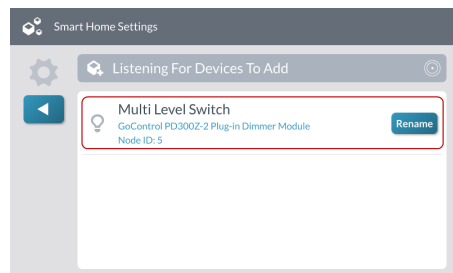 Smart Home Settings
Listening For Devices To Add
Multi Level Switch
GoControl PD300Z-2 Plug-in Dimmer Module
Rename
Node ID: 5